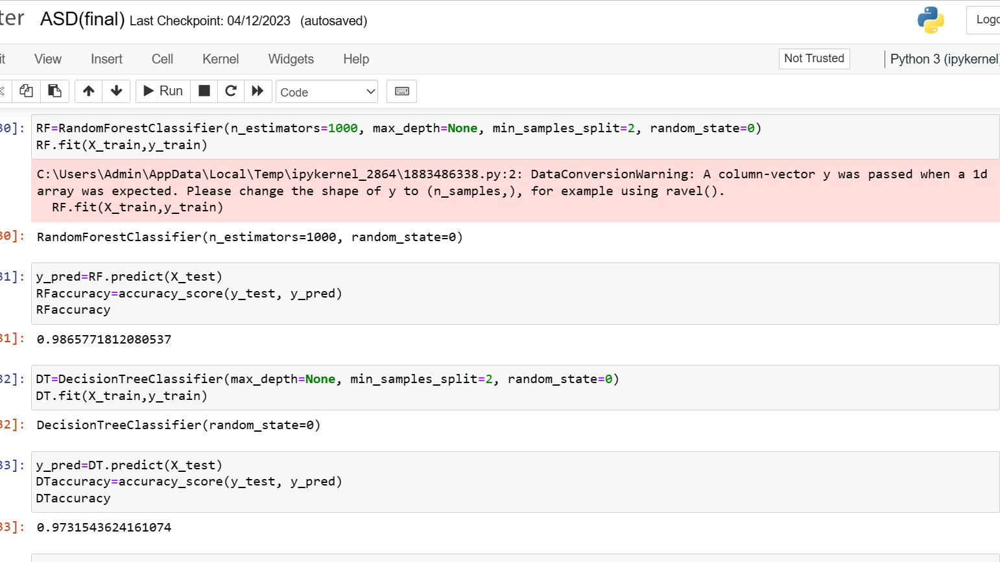 ter ASD(final) Last Checkpoint: 04/12/2023 (autosaved)
Logo
it View Insert Cell Kernel Widgets Help Not Trusted Python 3 (ipykernel)
Run Code
30]: RF=RandomForestClassifier(n_estimators=1000, max_depth=None, min_samples_split=2, random_state=0)
RF.fit(X_train,y_train)
C:\Users\Admin\AppData\Local\Temp\ipykernel_2864\1883486338.py:2: DataConversionWarning: A column-vector y was passed when a 1d
array was expected. Please change the shape of y to (n_samples,), for example using ravel().
RF.fit(X_train,y_train)
30]: RandomForestClassifier(n_estimators=1000, random_state=0)
31]: y_pred=RF.predict(X_test)
RFaccuracy=accuracy_score(y_test, y_pred)
RFaccuracy
31]: 0.9865771812080537
32]: DT=DecisionTreeClassifier(max_depth=None, min_samples_split=2, random_state=0)
DT.fit(X_train,y_train)
32]: DecisionTreeClassifier(random_state=0)
33]: y_pred=DT.predict(X_test)
DTaccuracy=accuracy_score(y_test, y_pred)
DTaccuracy
33]: 0.9731543624161074